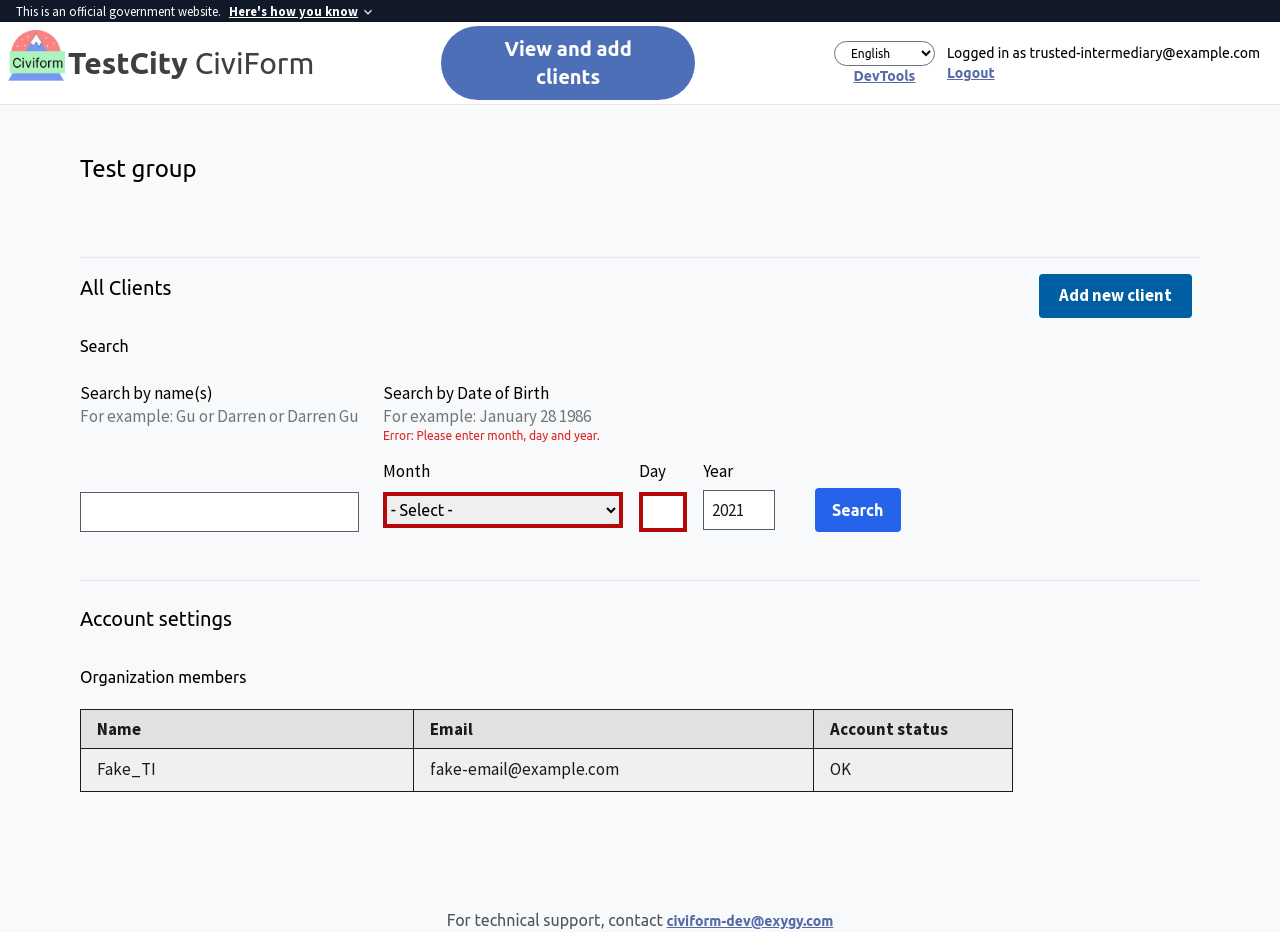 This is an official government website. Here's how you know
Civiform
TestCity CiviForm
View and add
clients
English
DevTools
Logged in as trusted-intermediary@example.com
Logout
Test group
All Clients
Add new client
Search
Search by name(s)
For example: Gu or Darren or Darren Gu
Search by Date of Birth
For example: January 28 1986
Error: Please enter month, day and year.
Month Day Year
- Select - 2021 Search
Account settings
Organization members
Name Email Account status
Fake_TI fake-email@example.com OK
For technical support, contact civiform-dev@exygy.com